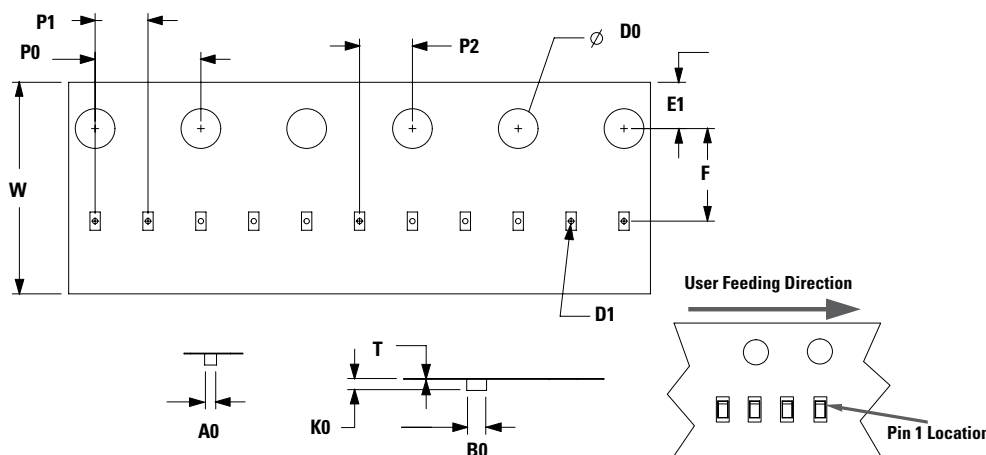 P1
P0
P2
Ø D0
E1
W
F
D1
User Feeding Direction
T
K0
A0
B0
Pin 1 Location